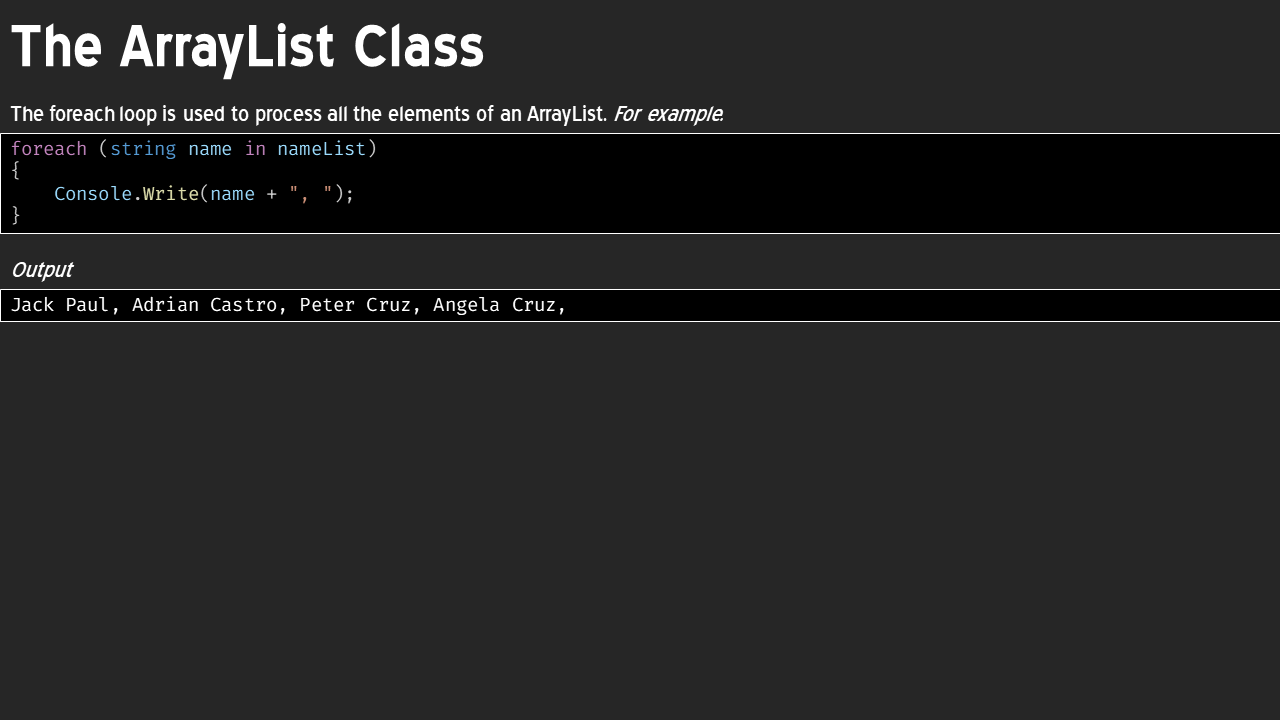 The ArrayList Class
The foreach loop is used to process all the elements of an ArrayList. For example:
foreach (string name in nameList)
{
    Console.Write(name + ", ");
}
Output
Jack Paul, Adrian Castro, Peter Cruz, Angela Cruz,